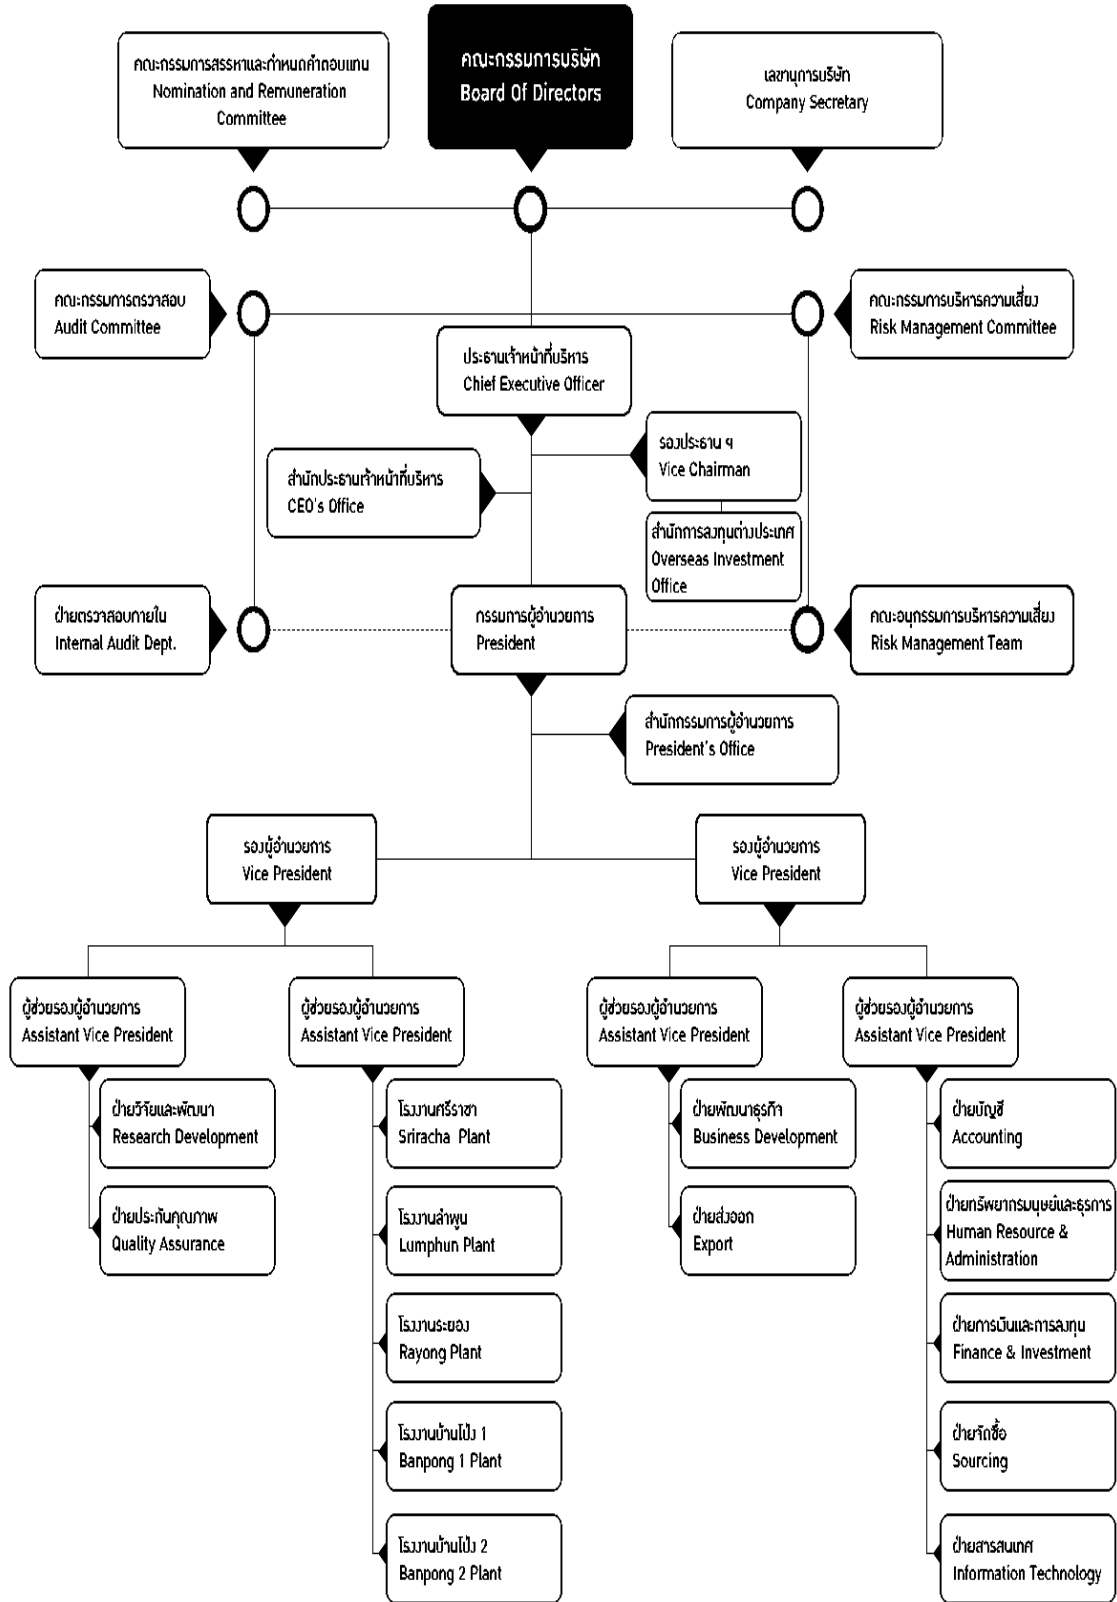 คณะกรรมการสรรหาและกำหนดค่าตอบแทน
Nomination and Remuneration
Committee
คณะกรรมการบริษัท
Board Of Directors
เลขานุการบริษัท
Company Secretary
คณะกรรมการตรวจสอบ
Audit Committee
คณะกรรมการบริหารความเสี่ยง
Risk Management Committee
ประธานเจ้าหน้าที่บริหาร
Chief Executive Officer
รองประธาน ฯ
Vice Chairman
สำนักประธานเจ้าหน้าที่บริหาร
CEO's Office
สำนักการลงทุนต่างประเทศ
Overseas Investment
Office
ฝ่ายตรวจสอบภายใน
Internal Audit Dept.
กรรมการผู้อำนวยการ
President
คณะอนุกรรมการบริหารความเสี่ยง
Risk Management Team
สำนักกรรมการผู้อำนวยการ
President's Office
รองผู้อำนวยการ
Vice President
รองผู้อำนวยการ
Vice President
ผู้ช่วยรองผู้อำนวยการ
Assistant Vice President
ผู้ช่วยรองผู้อำนวยการ
Assistant Vice President
ผู้ช่วยรองผู้อำนวยการ
Assistant Vice President
ผู้ช่วยรองผู้อำนวยการ
Assistant Vice President
ฝ่ายวิจัยและพัฒนา
Research Development
ฝ่ายประกันคุณภาพ
Quality Assurance
โรงงานศรีราชา
Sriracha Plant
โรงงานลำพูน
Lumphun Plant
โรงงานระยอง
Rayong Plant
โรงงานบ้านโป่ง 1
Banpong 1 Plant
โรงงานบ้านโป่ง 2
Banpong 2 Plant
ฝ่ายพัฒนาธุรกิจ
Business Development
ฝ่ายส่งออก
Export
ฝ่ายบัญชี
Accounting
ฝ่ายทรัพยากรมนุษย์และธุรการ
Human Resource &
Administration
ฝ่ายการเงินและการลงทุน
Finance & Investment
ฝ่ายจัดซื้อ
Sourcing
ฝ่ายสารสนเทศ
Information Technology